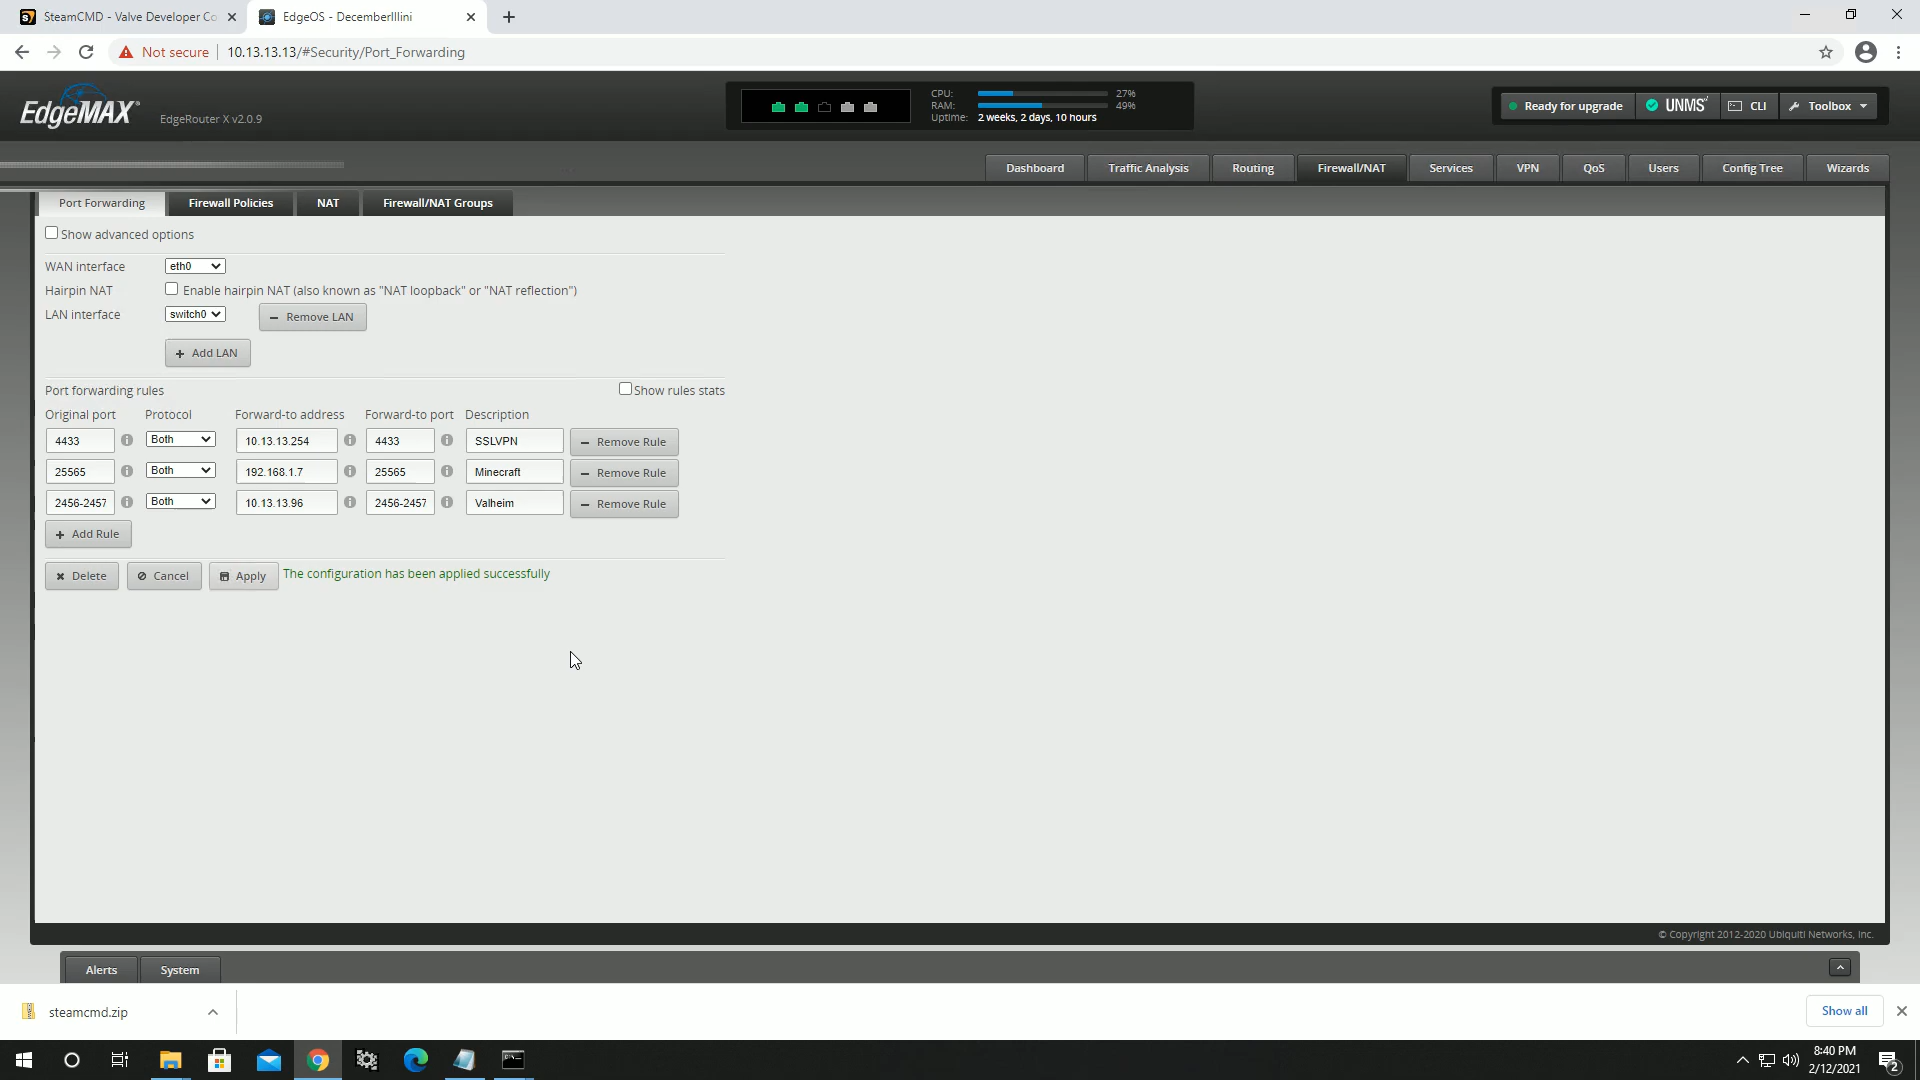 SteamCMD - Valve Developer Co
EdgeOS - DecemberIllini
Not secure
10.13.13.13/#Security/Port_Forwarding
EdgeMAX
EdgeRouter X v2.0.9
CPU: 27%
RAM: 49%
Uptime: 2 weeks, 2 days, 10 hours
Ready for upgrade
UNMS
CLI
Toolbox
Dashboard
Traffic Analysis
Routing
Firewall/NAT
Services
VPN
QoS
Users
Config Tree
Wizards
Port Forwarding
Firewall Policies
NAT
Firewall/NAT Groups
Show advanced options
WAN interface eth0
Hairpin NAT Enable hairpin NAT (also known as "NAT loopback" or "NAT reflection")
LAN interface switch0 − Remove LAN
+ Add LAN
Port forwarding rules Show rules stats
Original port Protocol Forward-to address Forward-to port Description
4433 Both 10.13.13.254 4433 SSLVPN − Remove Rule
25565 Both 192.168.1.7 25565 Minecraft − Remove Rule
2456-2457 Both 10.13.13.96 2456-2457 Valheim − Remove Rule
+ Add Rule
Delete Cancel Apply The configuration has been applied successfully
© Copyright 2012-2020 Ubiquiti Networks, Inc.
Alerts System
steamcmd.zip
Show all
8:40 PM
2/12/2021
2